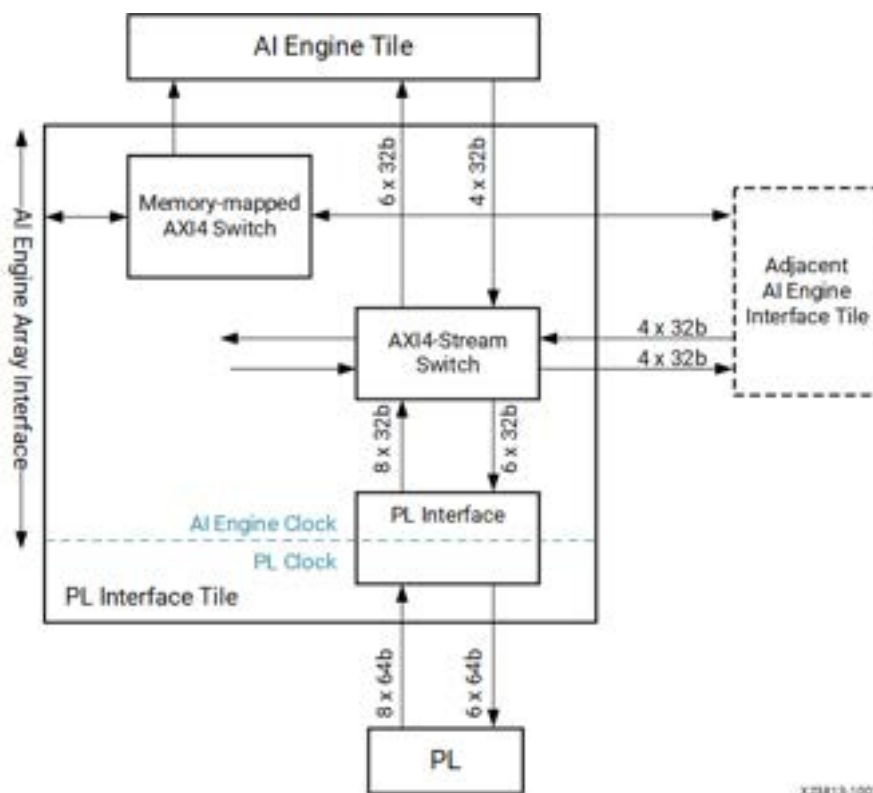 AI Engine Tile
6 x 32b
4 x 32b
Memory-mapped
AXI4 Switch
AI Engine Array Interface
Adjacent
AI Engine
Interface Tile
AXI4-Stream
Switch
4 x 32b
4 x 32b
8 x 32b
6 x 32b
PL Interface
AI Engine Clock
PL Clock
PL Interface Tile
8 x 64b
6 x 64b
PL